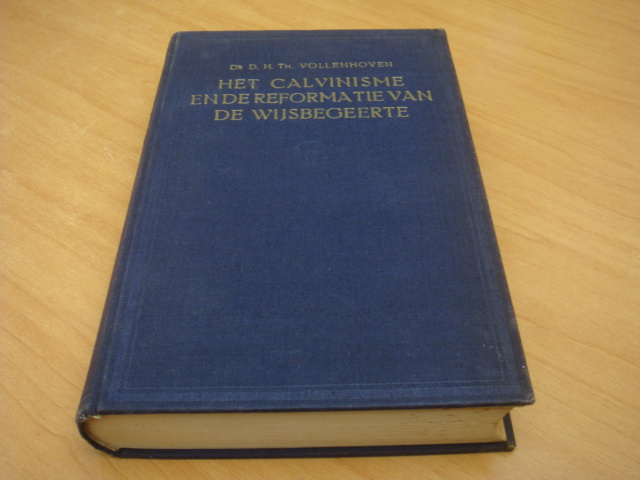 Dr D. H. Th. VOLLENHOVEN
HET CALVINISME
EN DE REFORMATIE VAN
DE WIJSBEGEERTE